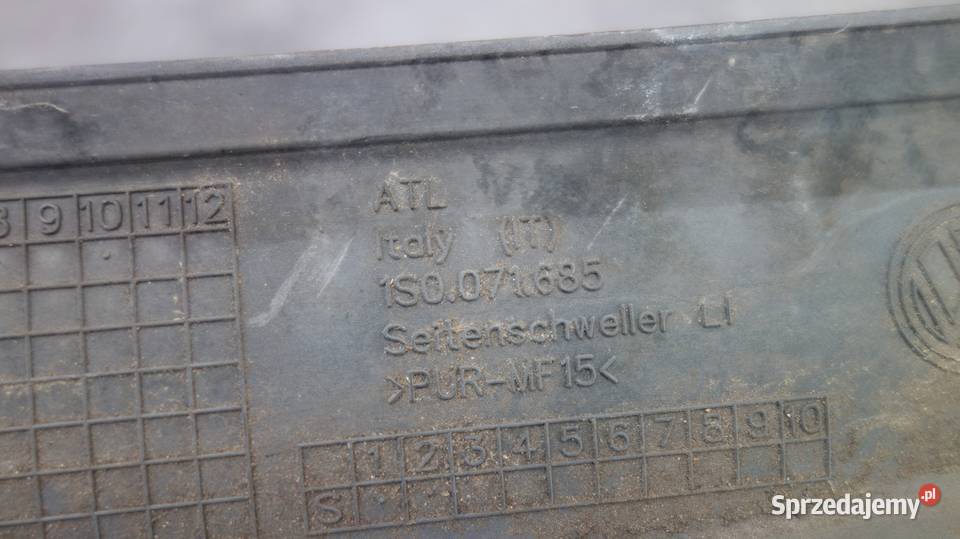 ATL
Italy (IT)
1S0.071.685
Seitenschweller LI
>PUR-MF15<
8 9 10 11 12
1 2 3 4 5 6 7 8 9 10
S
Sprzedajemy.pl